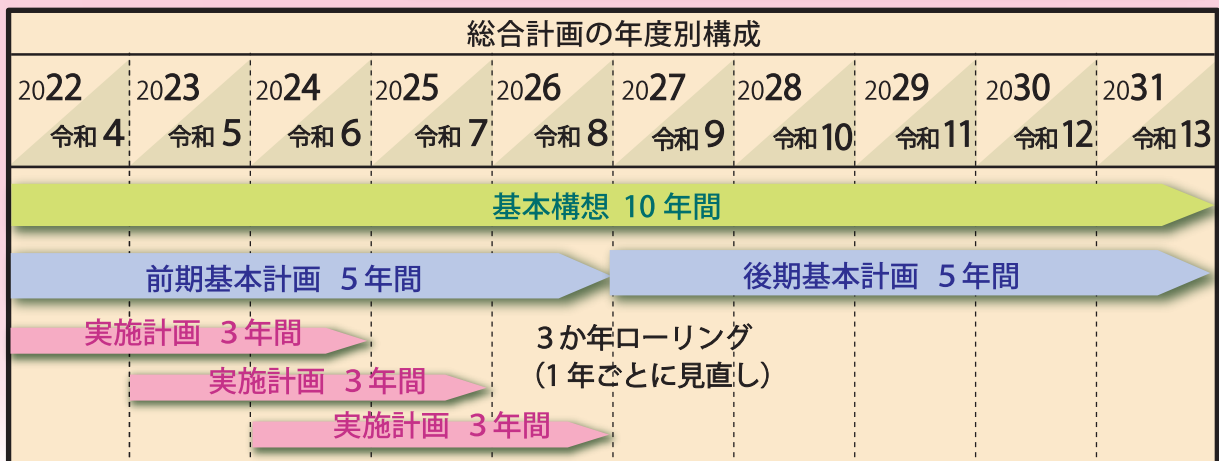 総合計画の年度別構成
2022 2023 2024 2025 2026 2027 2028 2029 2030 2031
令和4 令和5 令和6 令和7 令和8 令和9 令和10 令和11 令和12 令和13
基本構想 10年間
前期基本計画 5年間 後期基本計画 5年間
実施計画 3年間
3か年ローリング
実施計画 3年間
(1年ごとに見直し)
実施計画 3年間